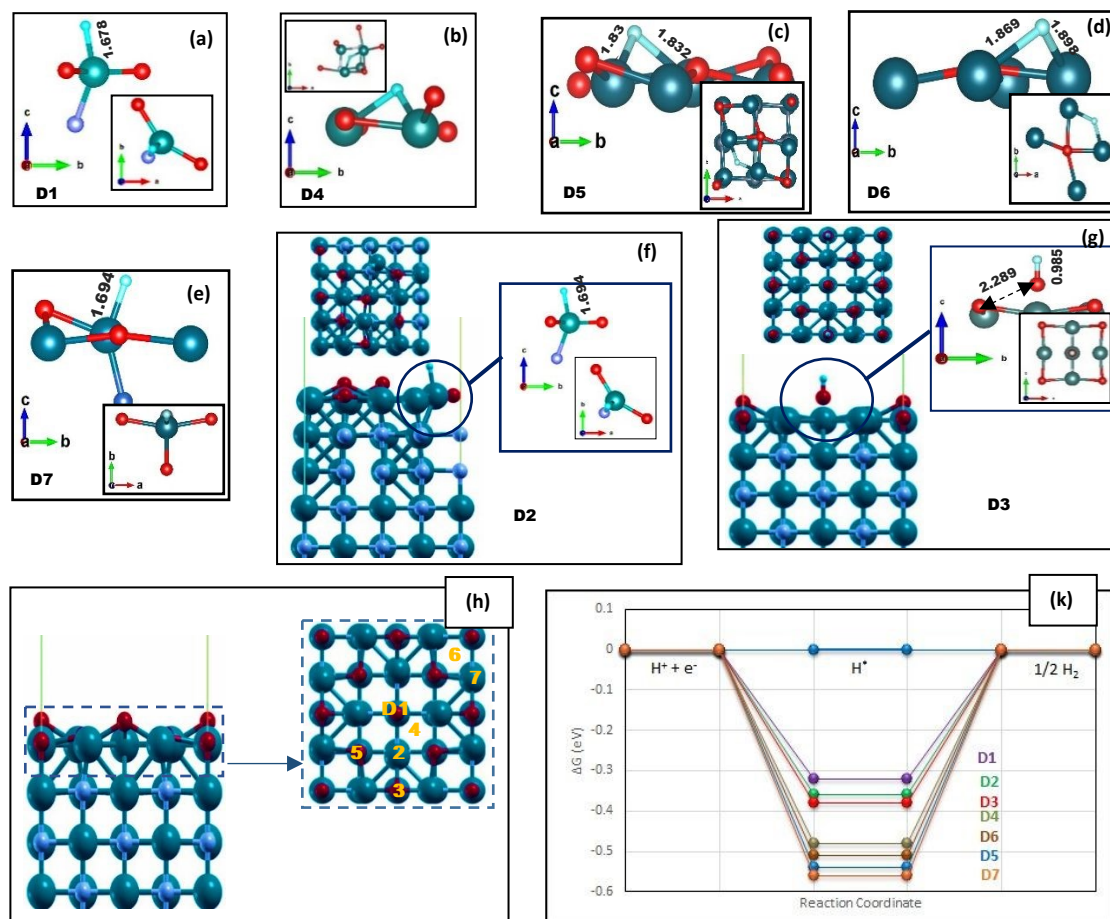 (a)
1.678
c
b
b
a
D1
(b)
c
b
D4
(c)
1.83
1.832
c
a
b
D5
(d)
1.869
1.898
c
a
b
b
a
D6
(e)
1.694
c
a
b
b
a
D7
(f)
1.694
c
b
b
a
D2
(g)
2.289
0.985
c
b
D3
(h)
6
7
D1
4
5
2
3
(k)
0.1
0
-0.1
-0.2
-0.3
-0.4
-0.5
-0.6
ΔG (eV)
H⁺ + e⁻
H*
1/2 H₂
D1
D2
D3
D4
D6
D5
D7
Reaction Coordinate